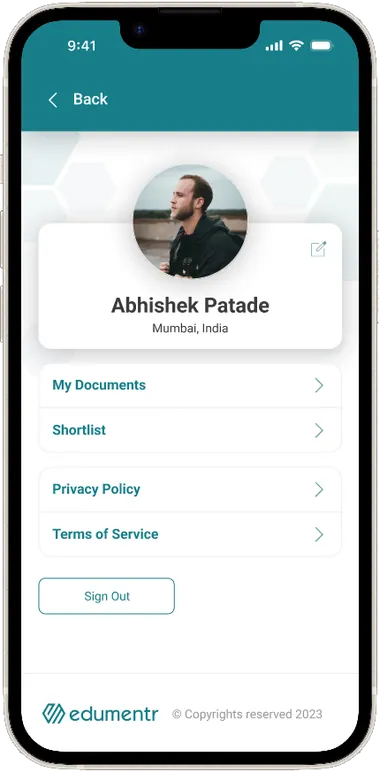 9:41
Back
Abhishek Patade
Mumbai, India
My Documents
Shortlist
Privacy Policy
Terms of Service
Sign Out
edumentr © Copyrights reserved 2023